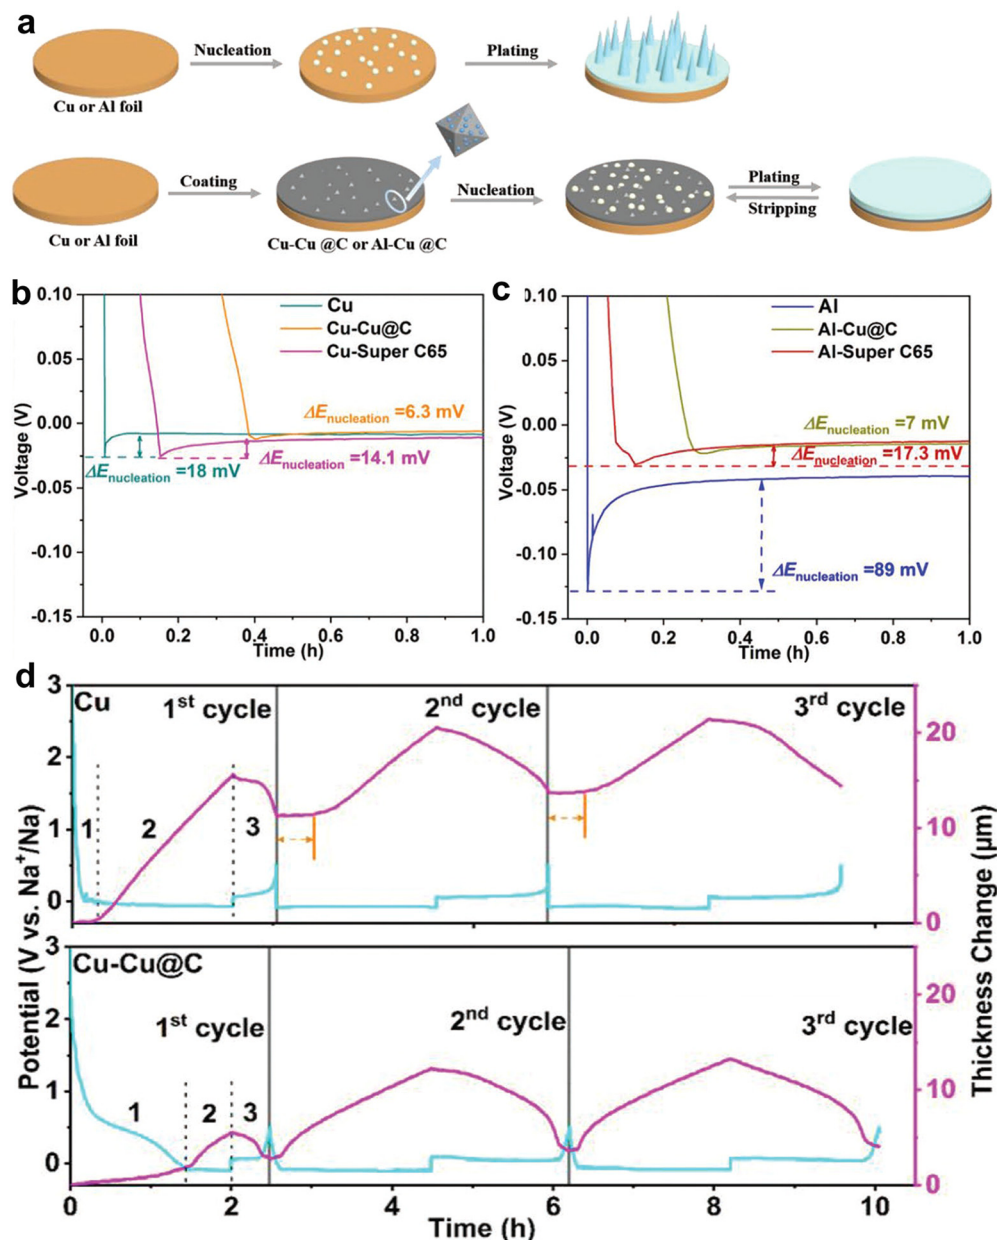 a
Nucleation
Plating
Cu or Al foil
Coating
Nucleation
Plating
Stripping
Cu or Al foil
Cu-Cu @C or Al-Cu @C
b
0.10
0.05
0.00
-0.05
-0.10
-0.15
Voltage (V)
Cu
Cu-Cu@C
Cu-Super C65
ΔEnucleation =6.3 mV
ΔEnucleation =14.1 mV
ΔEnucleation =18 mV
0.0 0.2 0.4 0.6 0.8 1.0
Time (h)
c
0.10
0.05
0.00
-0.05
-0.10
-0.15
Voltage (V)
Al
Al-Cu@C
Al-Super C65
ΔEnucleation =7 mV
ΔEnucleation =17.3 mV
ΔEnucleation =89 mV
0.0 0.2 0.4 0.6 0.8 1.0
Time (h)
d
Potential (V vs. Na+/Na)
Thickness Change (μm)
3
2
1
0
Cu
1st cycle
2nd cycle
3rd cycle
1 2 3
20
10
0
3
2
1
0
Cu-Cu@C
1st cycle
2nd cycle
3rd cycle
1 2 3
20
10
0
0 2 4 6 8 10
Time (h)